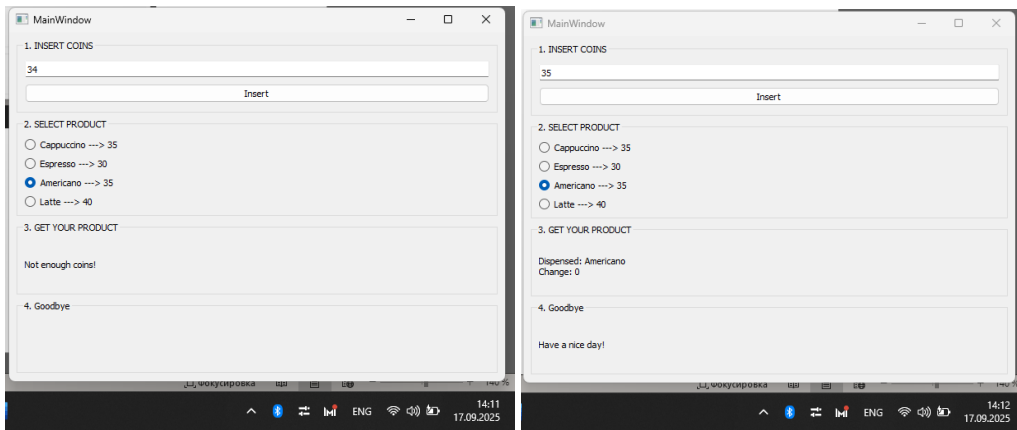 MainWindow
1. INSERT COINS
34
Insert
2. SELECT PRODUCT
Cappuccino ---> 35
Espresso ---> 30
Americano ---> 35
Latte ---> 40
3. GET YOUR PRODUCT
Not enough coins!
4. Goodbye
Фокусировка
140 %
ENG
14:11
17.09.2025
MainWindow
1. INSERT COINS
35
Insert
2. SELECT PRODUCT
Cappuccino ---> 35
Espresso ---> 30
Americano ---> 35
Latte ---> 40
3. GET YOUR PRODUCT
Dispensed: Americano
Change: 0
4. Goodbye
Have a nice day!
Фокусировка
140 %
ENG
14:12
17.09.2025